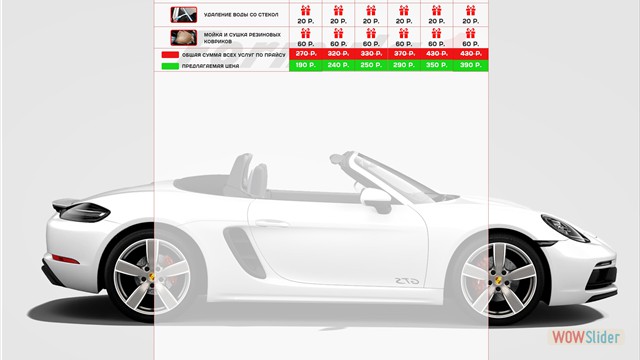 УДАЛЕНИЕ ВОДЫ СО СТЕКОЛ 20 Р. 20 Р. 20 Р. 20 Р. 20 Р. 20 Р.
МОЙКА И СУШКА РЕЗИНОВЫХ
КОВРИКОВ 60 Р. 60 Р. 60 Р. 60 Р. 60 Р. 60 Р.
ОБЩАЯ СУММА ВСЕХ УСЛУГ ПО ПРАЙСУ 270 Р. 320 Р. 330 Р. 370 Р. 430 Р. 430 Р.
ПРЕДЛАГАЕМАЯ ЦЕНА 190 Р. 240 Р. 250 Р. 290 Р. 350 Р. 390 Р.
GTS
WOWSlider